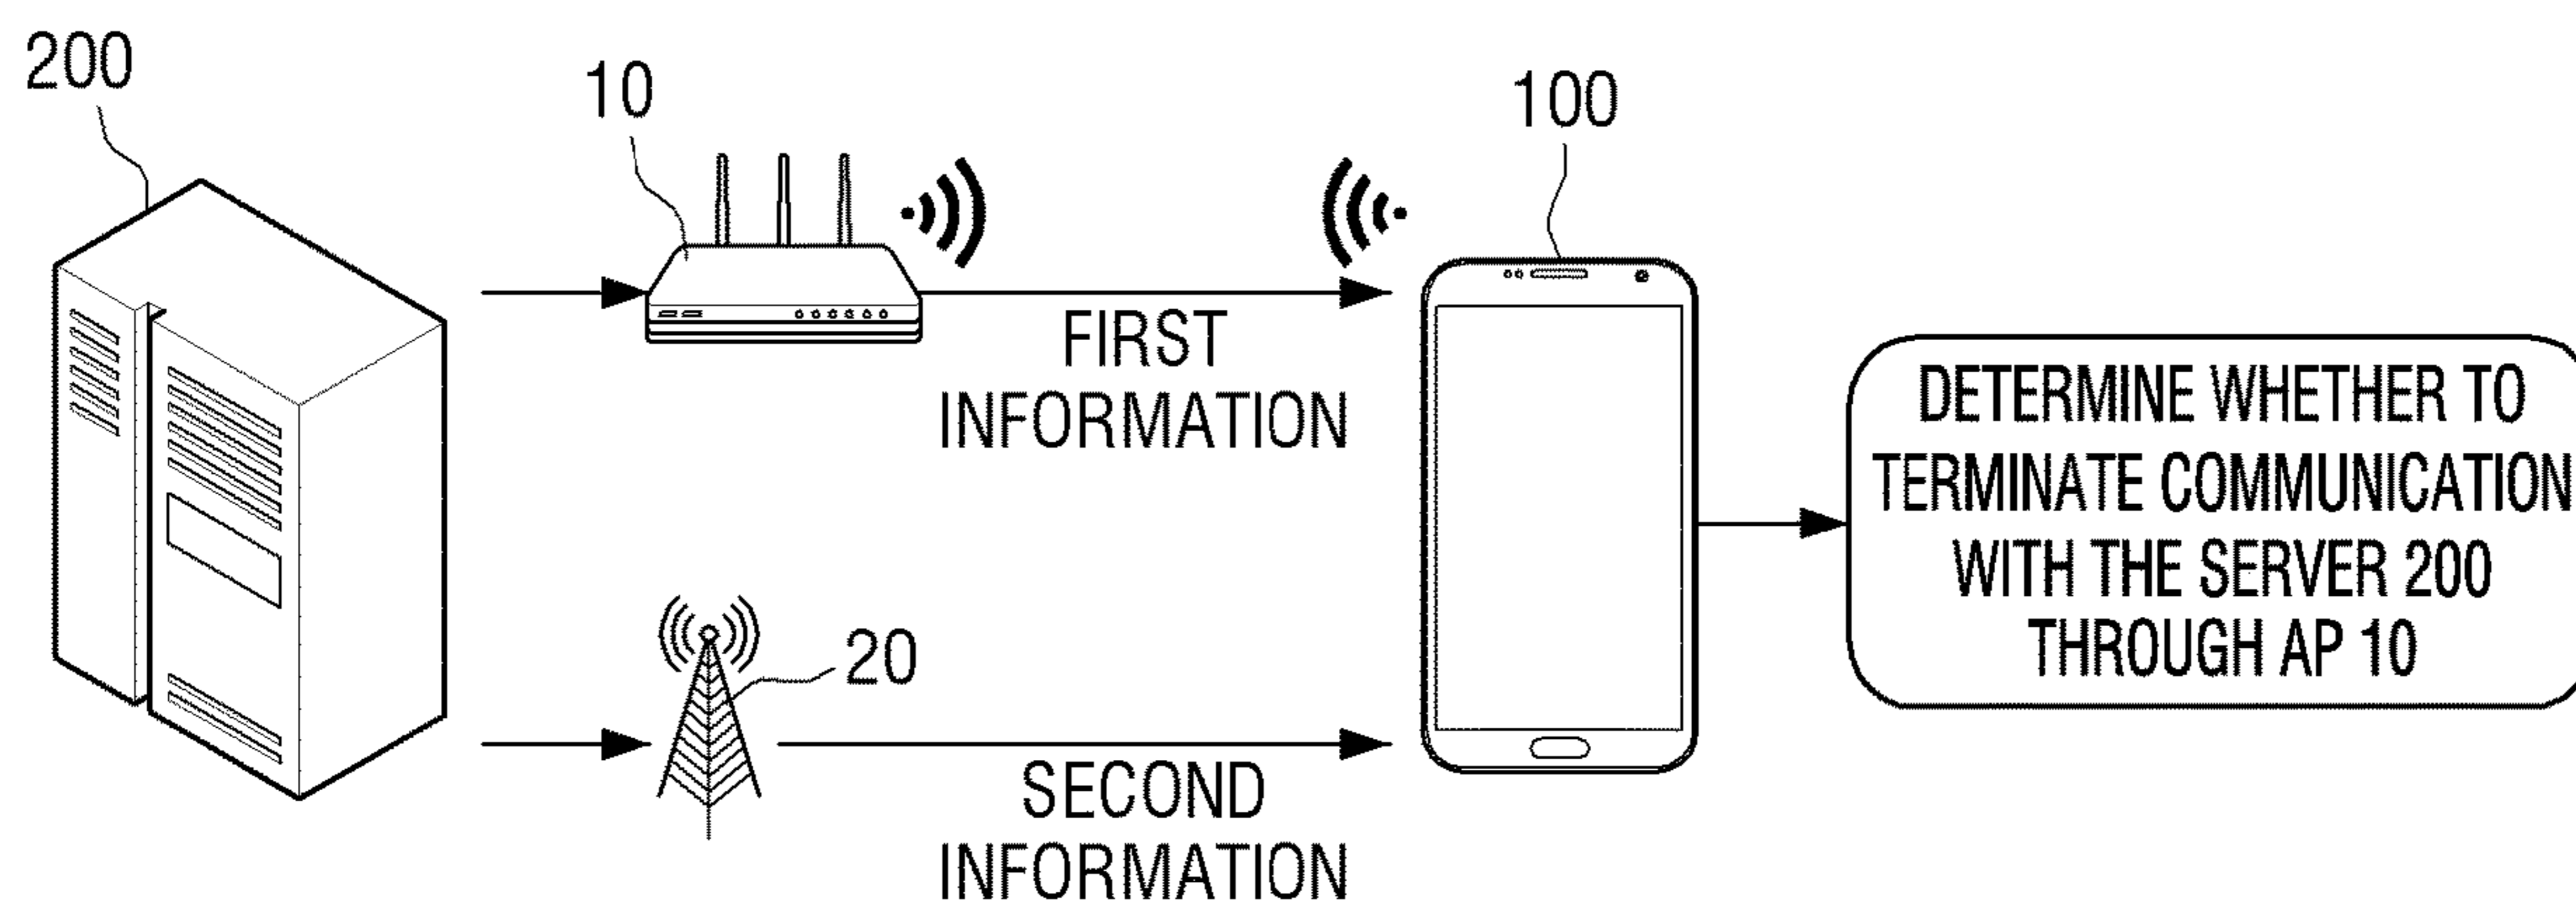 200
10
100
FIRST
INFORMATION
DETERMINE WHETHER TO
TERMINATE COMMUNICATION
WITH THE SERVER 200
THROUGH AP 10
20
SECOND
INFORMATION